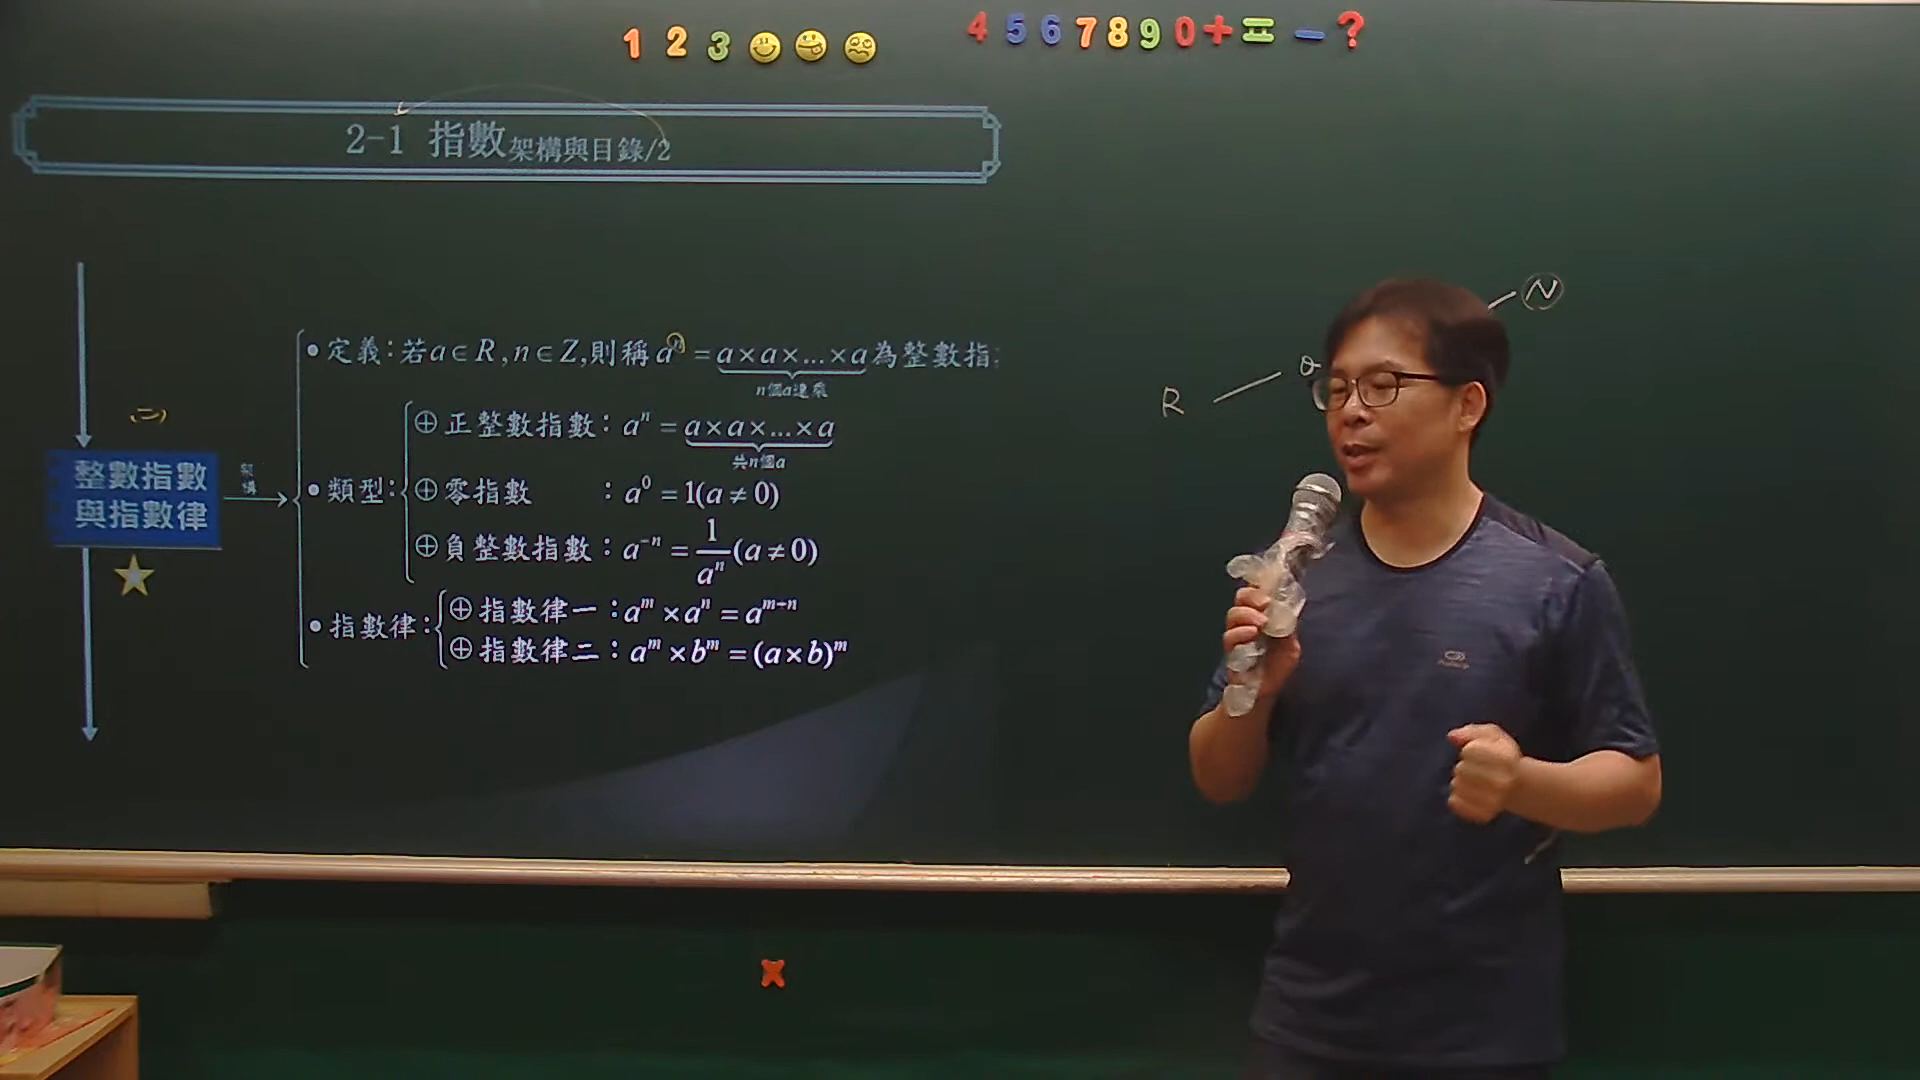 1 2 3 4 5 6 7 8 9 0 + = − ?
2-1 指數架構與目錄/2
N
• 定義：若a∈R,n∈Z,則稱 aⁿ = a×a×...×a 為整數指
n個a連乘
R
Q
(二)
⊕ 正整數指數：aⁿ = a×a×...×a
共n個a
整數指數
與指數律
架構
• 類型：
⊕ 零指數 ：a⁰ = 1(a≠0)
⊕ 負整數指數：a⁻ⁿ = 1/aⁿ (a≠0)
• 指數律：
⊕ 指數律一：aᵐ × aⁿ = aᵐ⁺ⁿ
⊕ 指數律二：aᵐ × bᵐ = (a×b)ᵐ
×